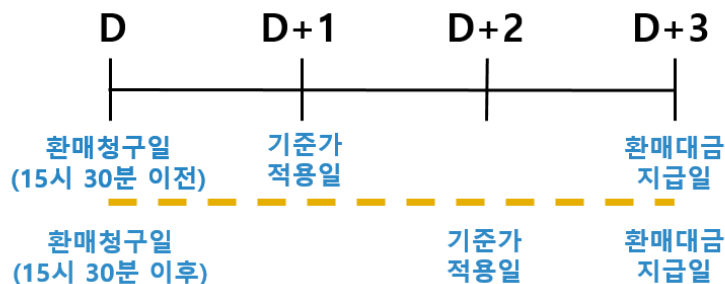 D D+1 D+2 D+3
환매청구일 기준가 환매대금
(15시 30분 이전) 적용일 지급일
환매청구일 기준가 환매대금
(15시 30분 이후) 적용일 지급일